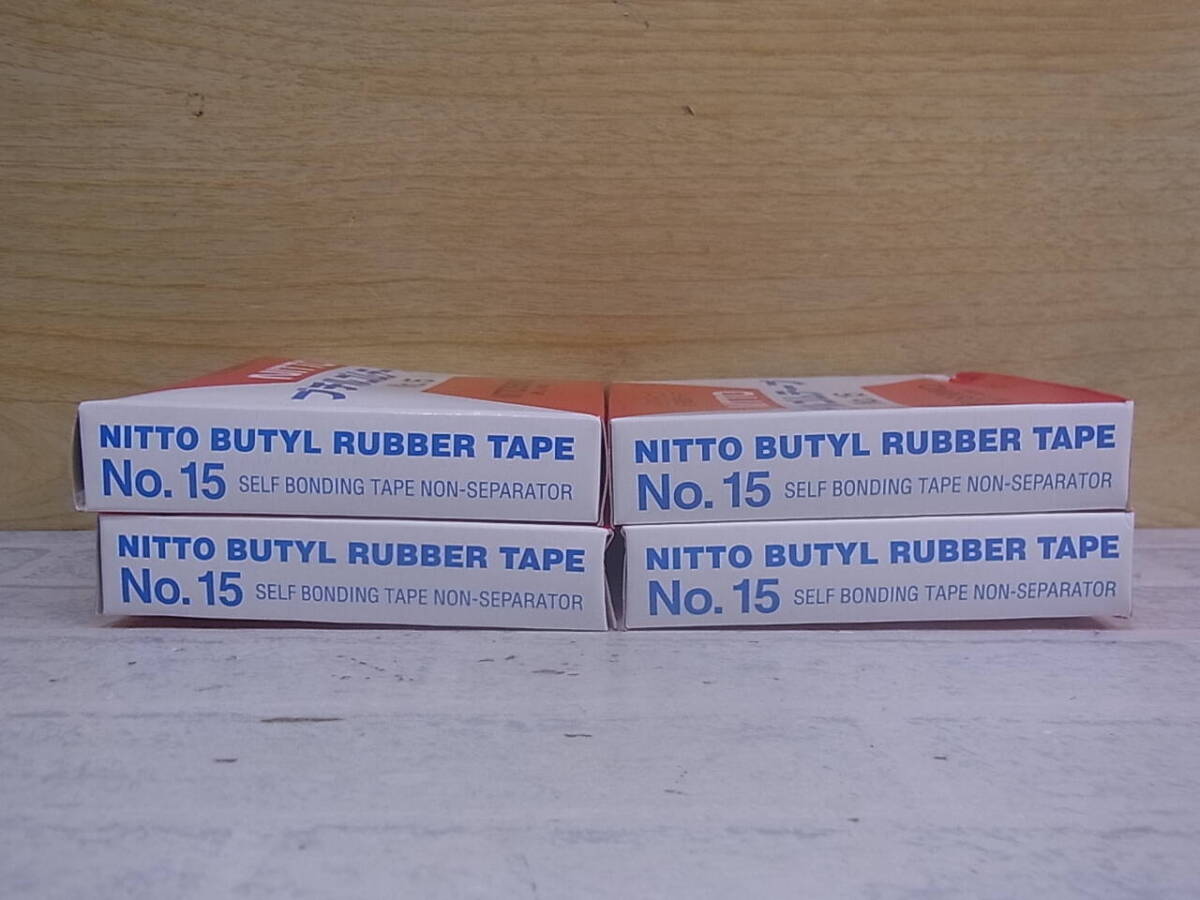 NITTO BUTYL RUBBER TAPE
No. 15 SELF BONDING TAPE NON-SEPARATOR
NITTO BUTYL RUBBER TAPE
No. 15 SELF BONDING TAPE NON-SEPARATOR
NITTO BUTYL RUBBER TAPE
No. 15 SELF BONDING TAPE NON-SEPARATOR
NITTO BUTYL RUBBER TAPE
No. 15 SELF BONDING TAPE NON-SEPARATOR